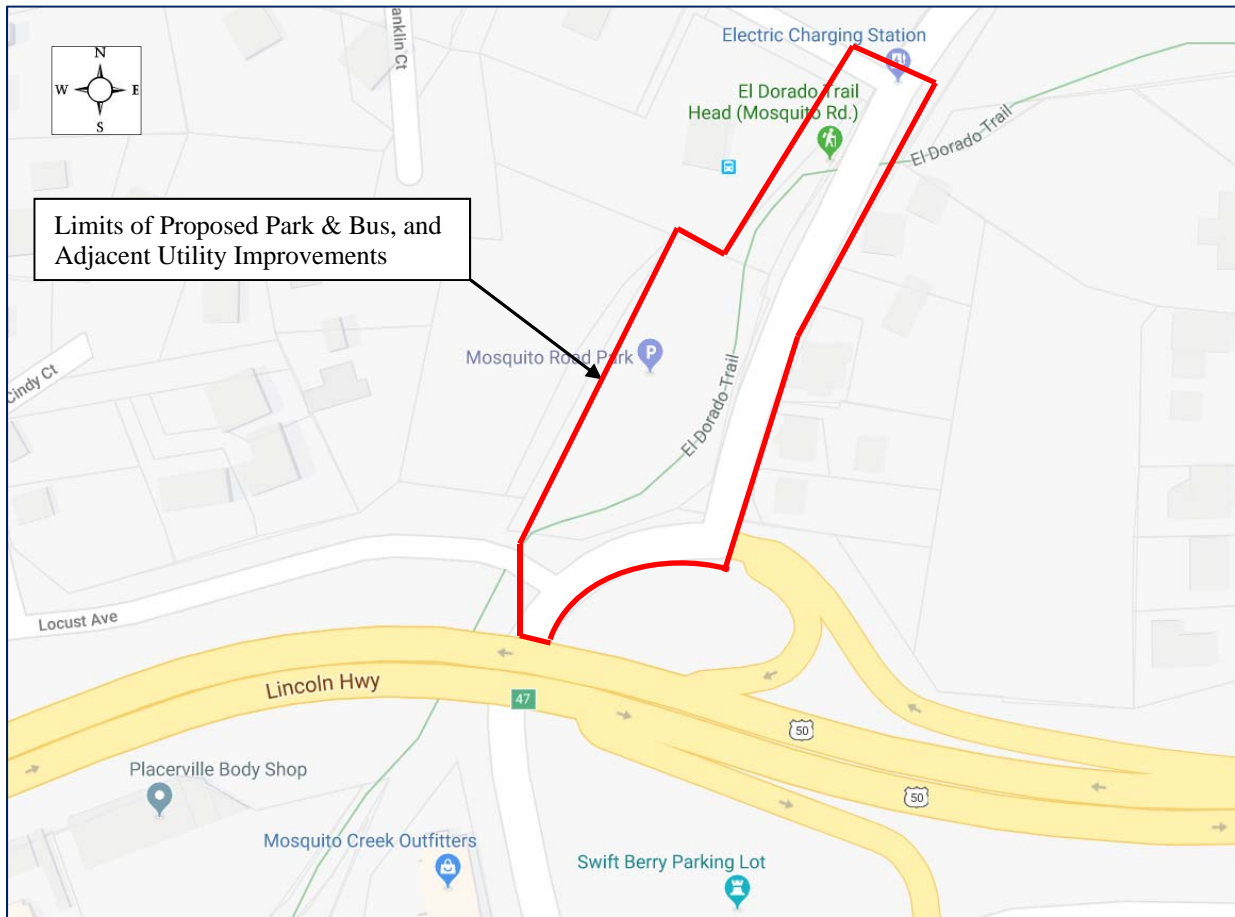 anklin Ct
Electric Charging Station
N
W E
S
El Dorado Trail
Head (Mosquito Rd.)
El Dorado Trail
Limits of Proposed Park & Bus, and
Adjacent Utility Improvements
Mosquito Road Park
P
Cindy Ct
El Dorado Trail
Locust Ave
Lincoln Hwy
47
50
50
Placerville Body Shop
Mosquito Creek Outfitters
Swift Berry Parking Lot